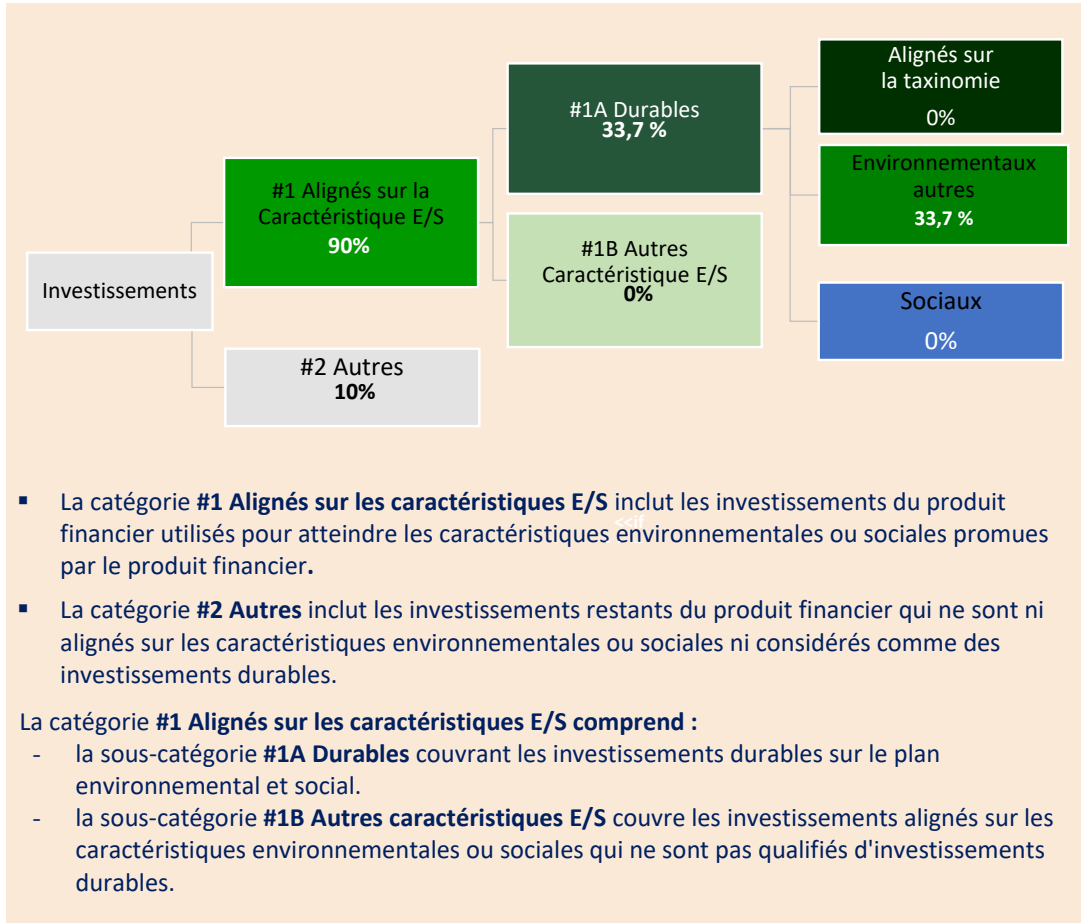 Investissements
#1 Alignés sur la
Caractéristique E/S
90%
#2 Autres
10%
#1A Durables
33,7 %
#1B Autres
Caractéristique E/S
0%
Alignés sur
la taxinomie
0%
Environnementaux
autres
33,7 %
Sociaux
0%
▪ La catégorie #1 Alignés sur les caractéristiques E/S inclut les investissements du produit
financier utilisés pour atteindre les caractéristiques environnementales ou sociales promues
par le produit financier.
<<if
▪ La catégorie #2 Autres inclut les investissements restants du produit financier qui ne sont ni
alignés sur les caractéristiques environnementales ou sociales ni considérés comme des
investissements durables.
La catégorie #1 Alignés sur les caractéristiques E/S comprend :
- la sous-catégorie #1A Durables couvrant les investissements durables sur le plan
environnemental et social.
- la sous-catégorie #1B Autres caractéristiques E/S couvre les investissements alignés sur les
caractéristiques environnementales ou sociales qui ne sont pas qualifiés d'investissements
durables.